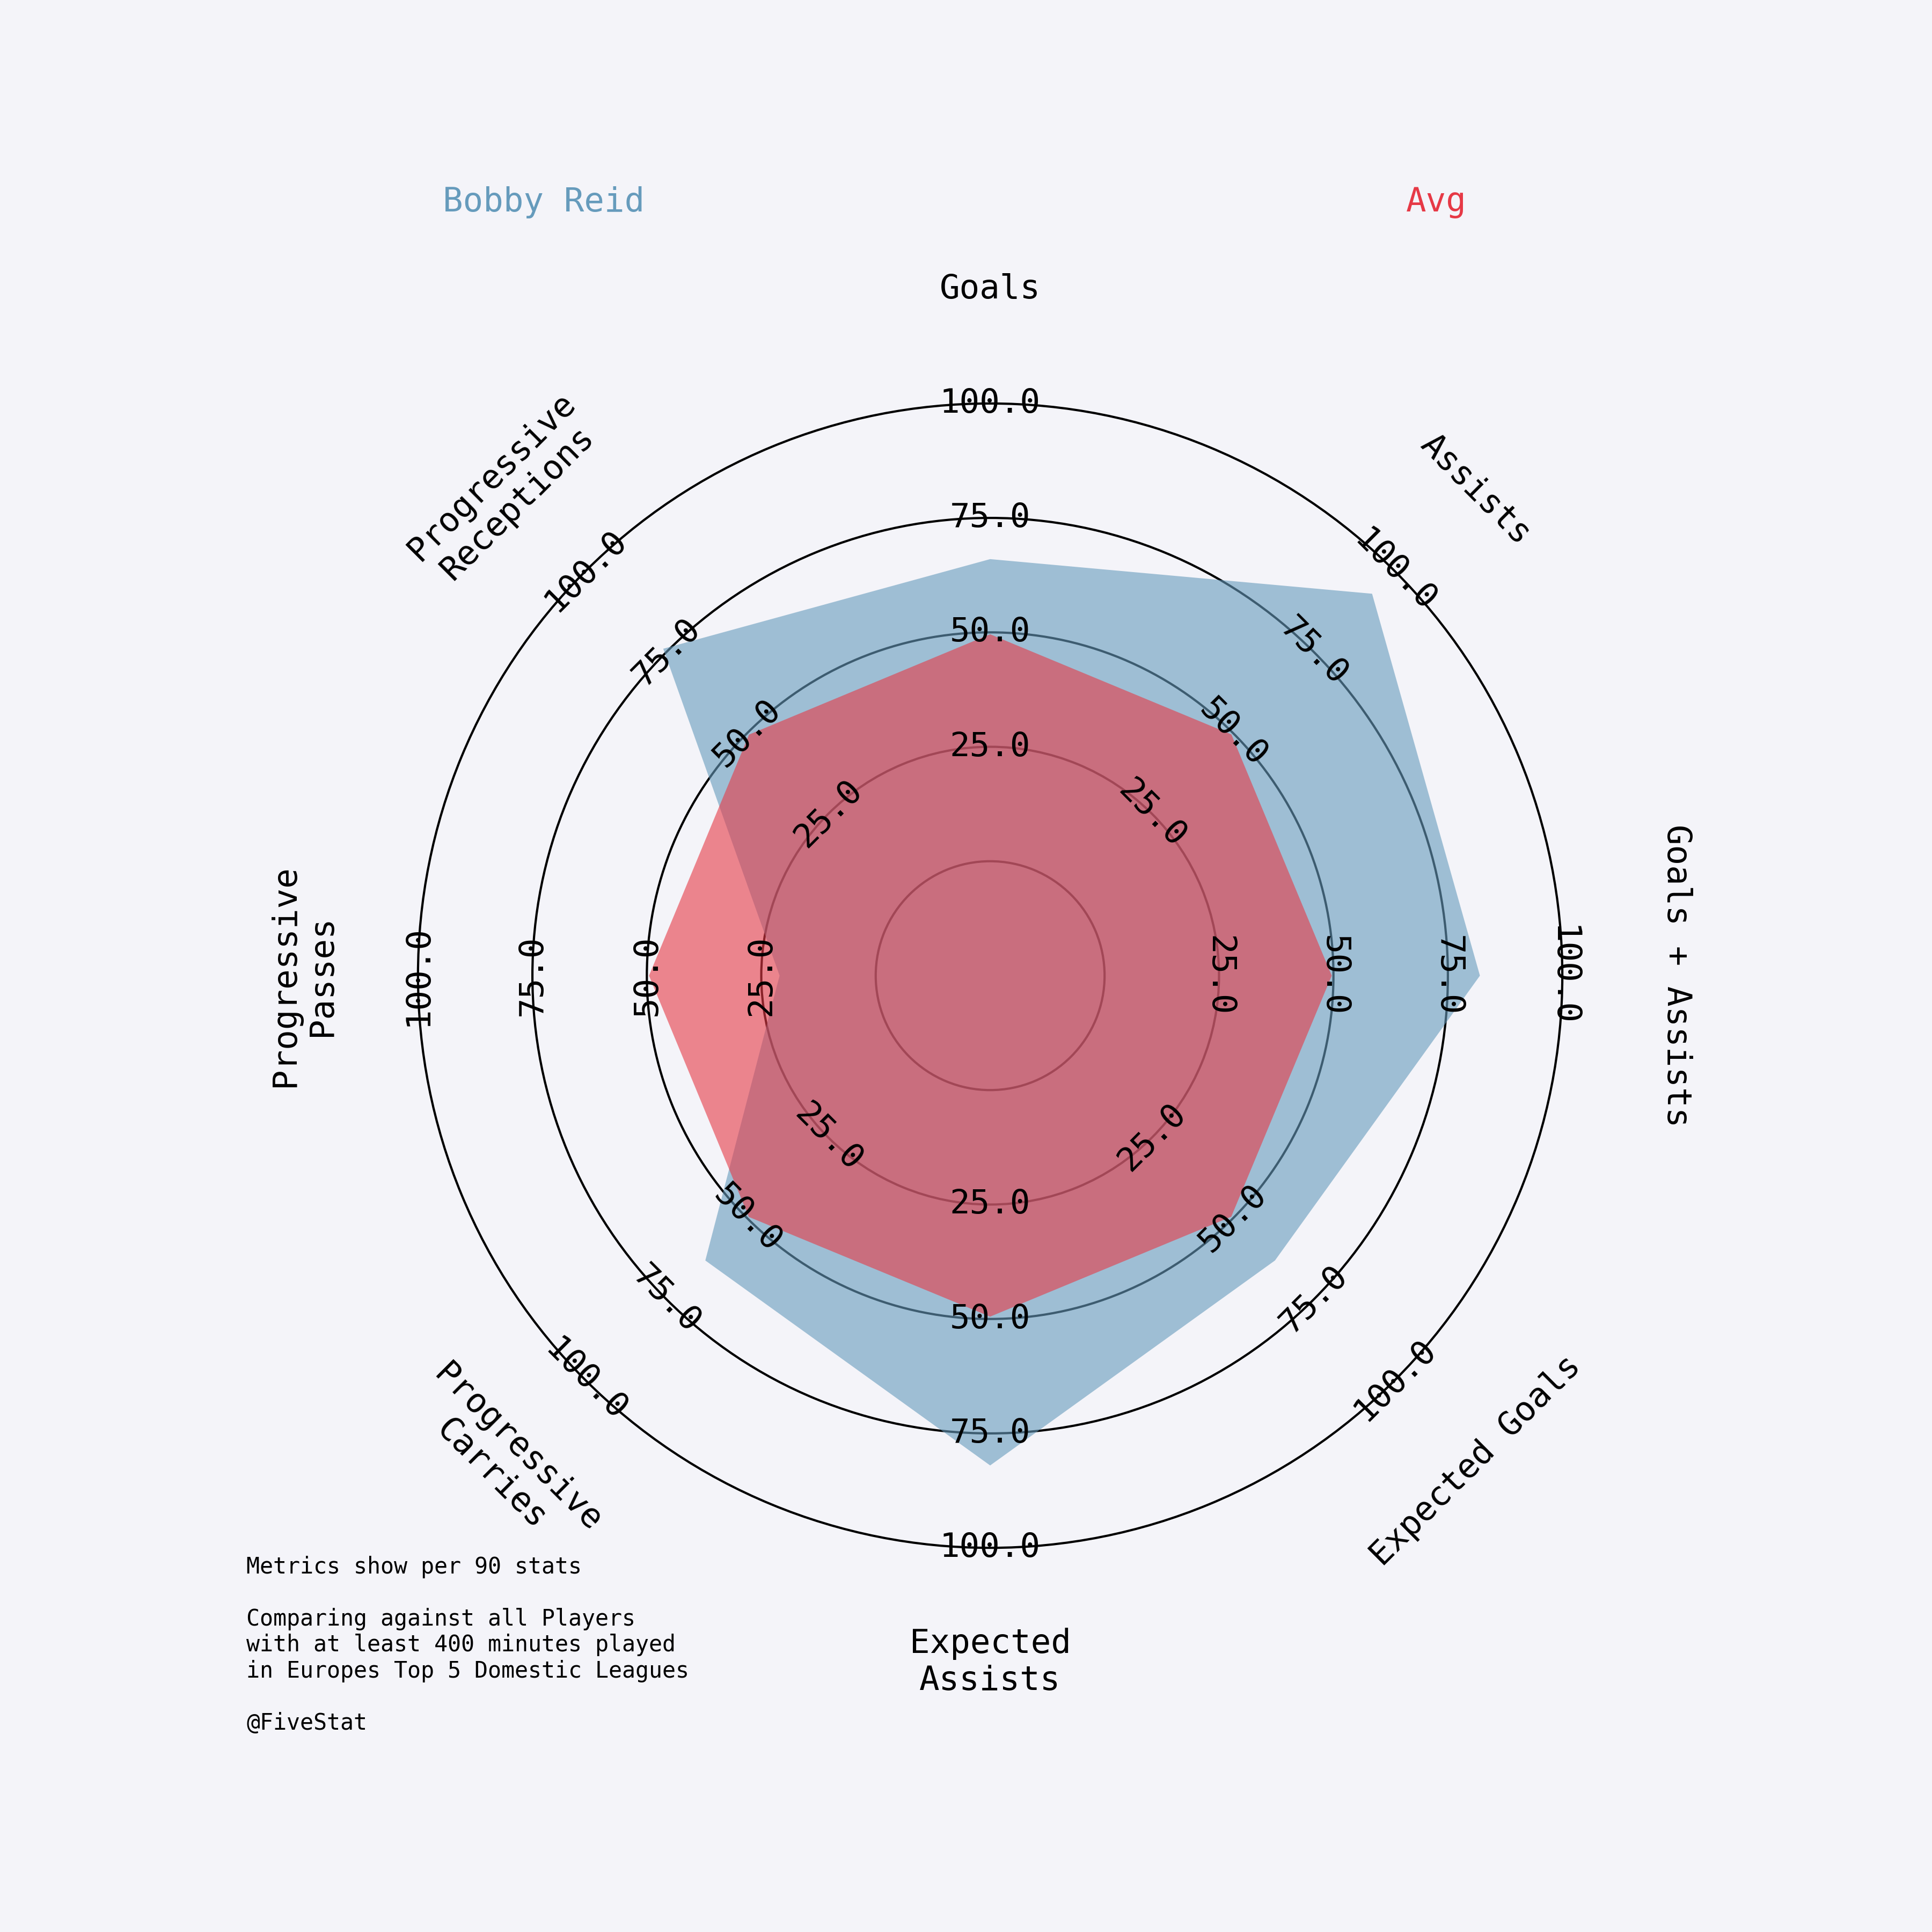 Bobby Reid
Avg
Goals
Assists
Goals + Assists
Expected Goals
Expected
Assists
Progressive
Carries
Progressive
Passes
Progressive
Receptions
25.0
50.0
75.0
100.0
25.0
50.0
75.0
100.0
25.0
50.0
75.0
100.0
25.0
50.0
75.0
100.0
25.0
50.0
75.0
100.0
25.0
50.0
75.0
100.0
25.0
50.0
75.0
100.0
25.0
50.0
75.0
100.0
Metrics show per 90 stats
Comparing against all Players
with at least 400 minutes played
in Europes Top 5 Domestic Leagues
@FiveStat